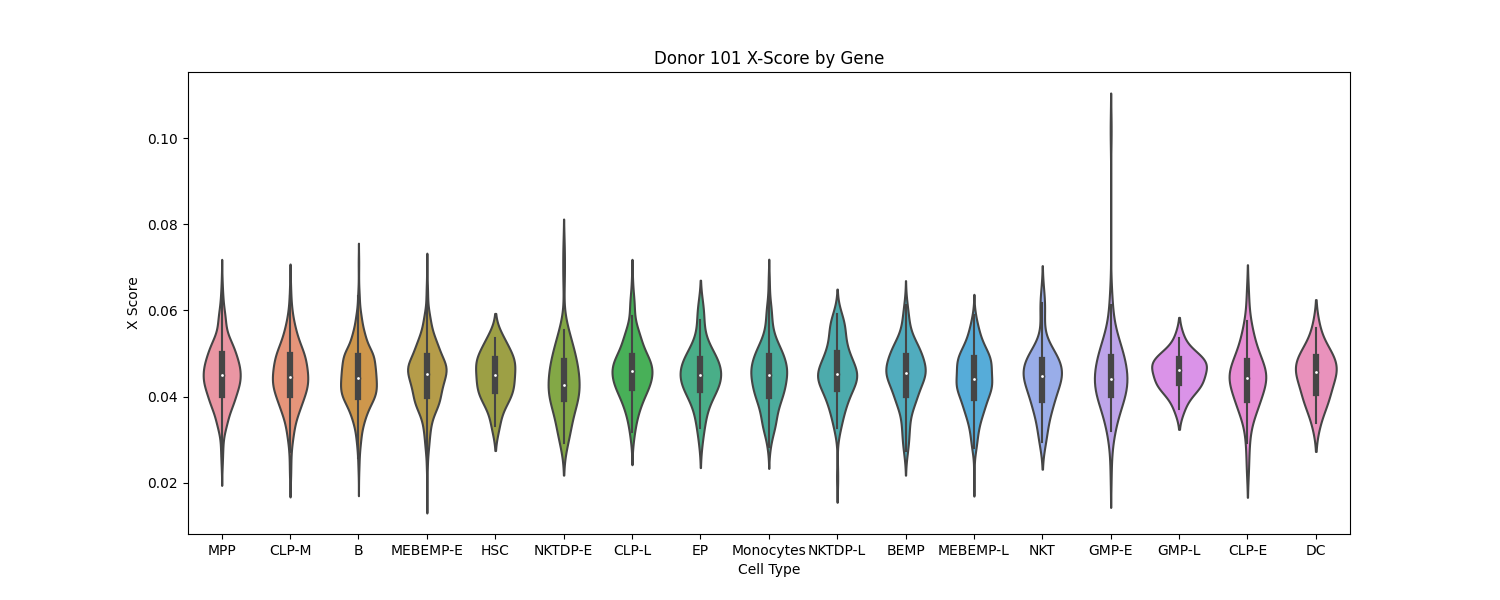 Donor 101 X-Score by Gene
0.10
0.08
0.06
0.04
0.02
X Score
MPP CLP-M B MEBEMP-E HSC NKTDP-E CLP-L EP Monocytes NKTDP-L BEMP MEBEMP-L NKT GMP-E GMP-L CLP-E DC
Cell Type